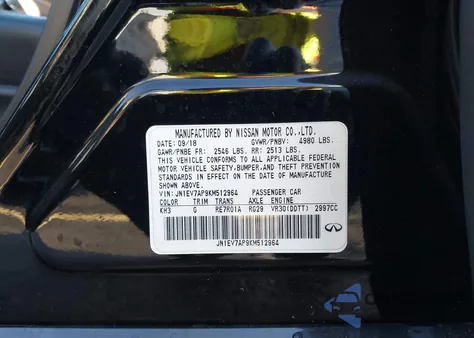 MANUFACTURED BY NISSAN MOTOR CO.,LTD.
DATE: 09/18 GVWR/PNBV: 4980 LBS.
GAWR/PNBE FR: 2546 LBS. RR: 2513 LBS.
THIS VEHICLE CONFORMS TO ALL APPLICABLE FEDERAL
MOTOR VEHICLE SAFETY,BUMPER,AND THEFT
PREVENTION STANDARDS IN EFFECT ON THE DATE OF MANUFACTURE
SHOWN ABOVE.
VIN: JN1EV7AP9KM512964 PASSENGER CAR
COLOR TRIM TRANS AXLE ENGINE
KH3 G RE7R01A RG29 VR30(DDTT) 2997CC
JN1EV7AP9KM512964